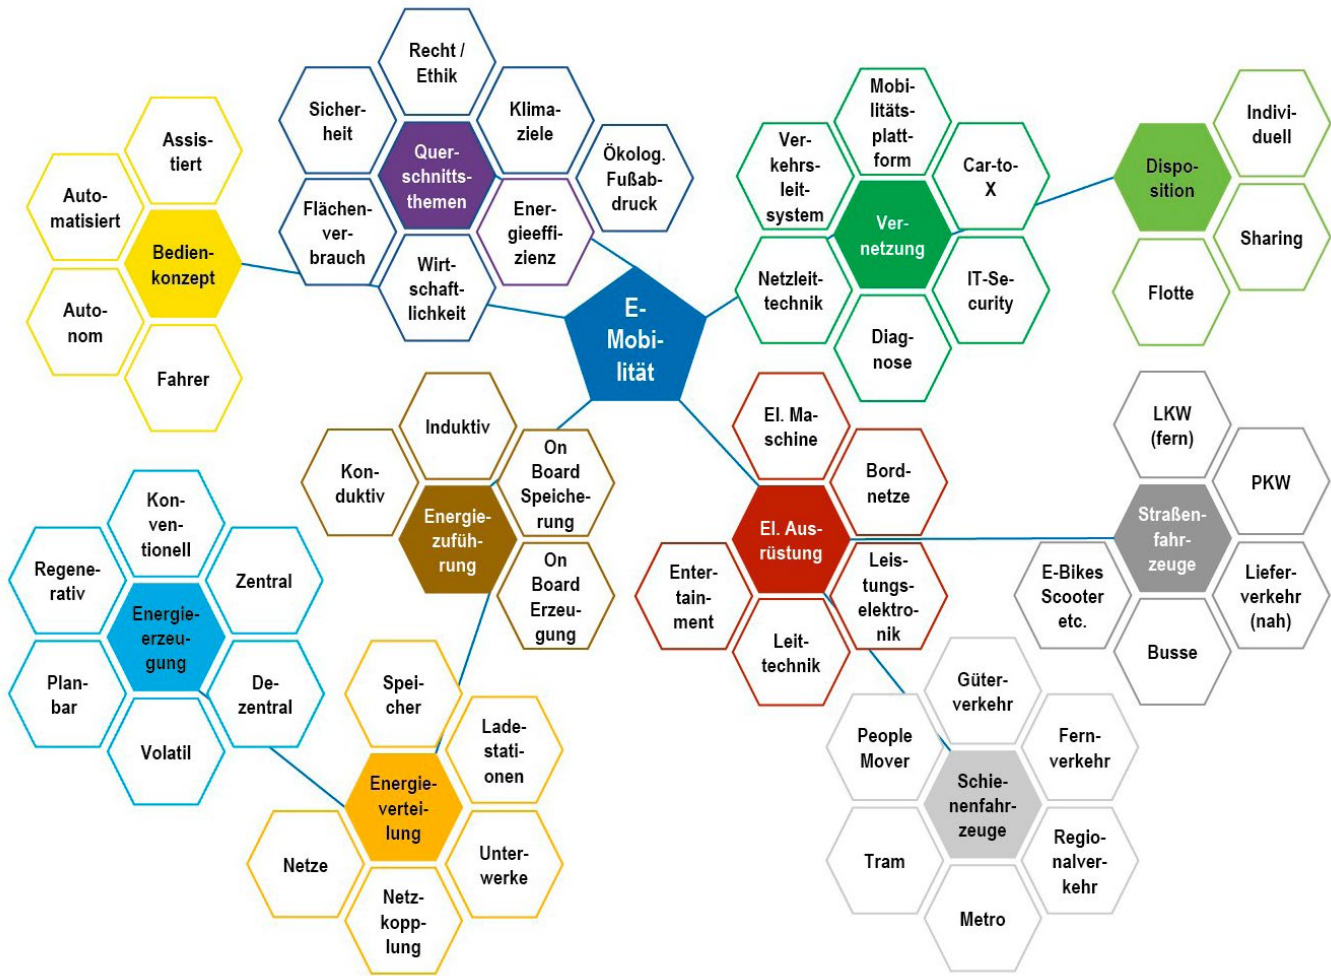 Recht /
Ethik
Sicher-
heit
Klima-
ziele
Quer-
schnitts-
themen
Ökolog.
Fußab-
druck
Flächen-
ver-
brauch
Ener-
gieeffi-
zienz
Wirt-
schaft-
lichkeit
Assis-
tiert
Auto-
matisiert
Bedien-
konzept
Auto-
nom
Fahrer
E-
Mobi-
lität
Mobi-
litäts-
platt-
form
Ver-
kehrs-
leit-
system
Car-to-
X
Ver-
netzung
Netzleit-
technik
IT-Se-
curity
Diag-
nose
Indivi-
duell
Dispo-
sition
Sharing
Flotte
Induktiv
Kon-
duktiv
On
Board
Speiche-
rung
Energie-
zufüh-
rung
On
Board
Erzeu-
gung
El. Ma-
schine
Bord-
netze
El. Aus-
rüstung
Enter-
tain-
ment
Leis-
tungs-
elektro-
nik
Leit-
technik
LKW
(fern)
PKW
Straßen-
fahr-
zeuge
E-Bikes
Scooter
etc.
Liefer-
verkehr
(nah)
Busse
Kon-
ven-
tionell
Regene-
rativ
Zentral
Energie-
erzeu-
gung
Plan-
bar
De-
zentral
Volatil
Spei-
cher
Lade-
stati-
onen
Energie-
vertei-
lung
Netze
Unter-
werke
Netz-
kopp-
lung
Güter-
verkehr
People
Mover
Fern-
verkehr
Schie-
nenfahr-
zeuge
Tram
Regio-
nalver-
kehr
Metro